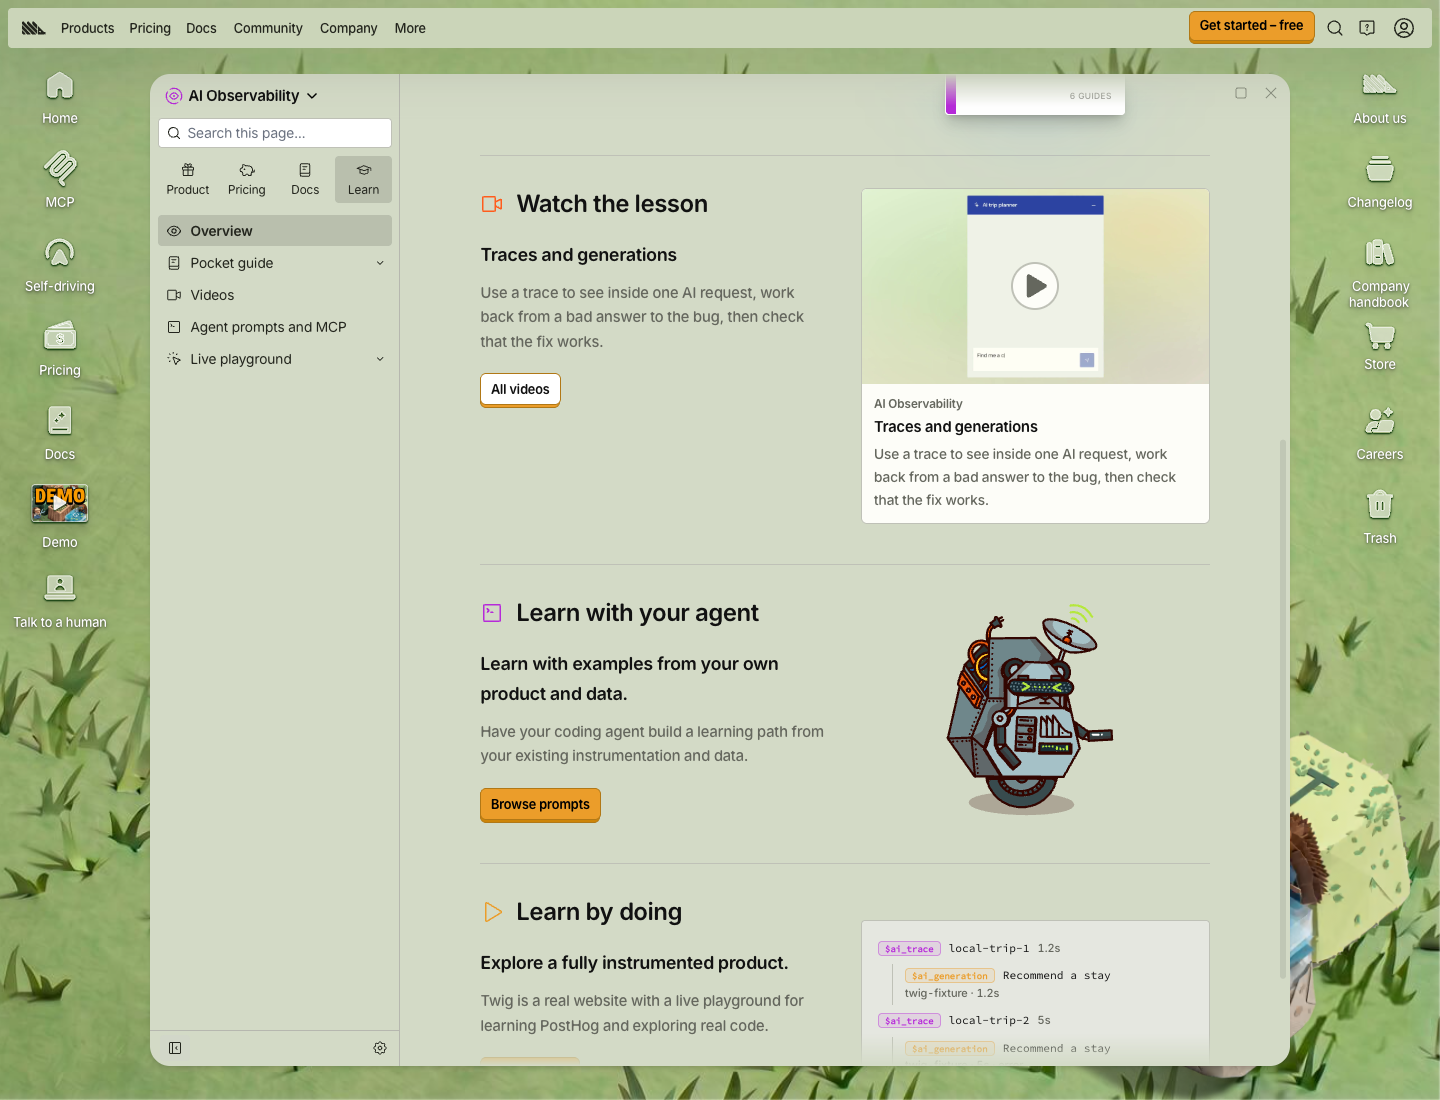 Products Pricing Docs Community Company More
Get started – free
Home
MCP
Self-driving
Pricing
Docs
DEMO
Demo
Talk to a human
AI Observability
Search this page...
Product Pricing Docs Learn
Overview
Pocket guide
Videos
Agent prompts and MCP
Live playground
6 GUIDES
Watch the lesson
Traces and generations
Use a trace to see inside one AI request, work
back from a bad answer to the bug, then check
that the fix works.
All videos
AI trip planner
Find me a c
AI Observability
Traces and generations
Use a trace to see inside one AI request, work
back from a bad answer to the bug, then check
that the fix works.
Learn with your agent
Learn with examples from your own
product and data.
Have your coding agent build a learning path from
your existing instrumentation and data.
Browse prompts
Learn by doing
Explore a fully instrumented product.
Twig is a real website with a live playground for
learning PostHog and exploring real code.
$ai_trace local-trip-1 1.2s
$ai_generation Recommend a stay
twig-fixture · 1.2s
$ai_trace local-trip-2 5s
$ai_generation Recommend a stay
About us
Changelog
Company
handbook
Store
Careers
Trash